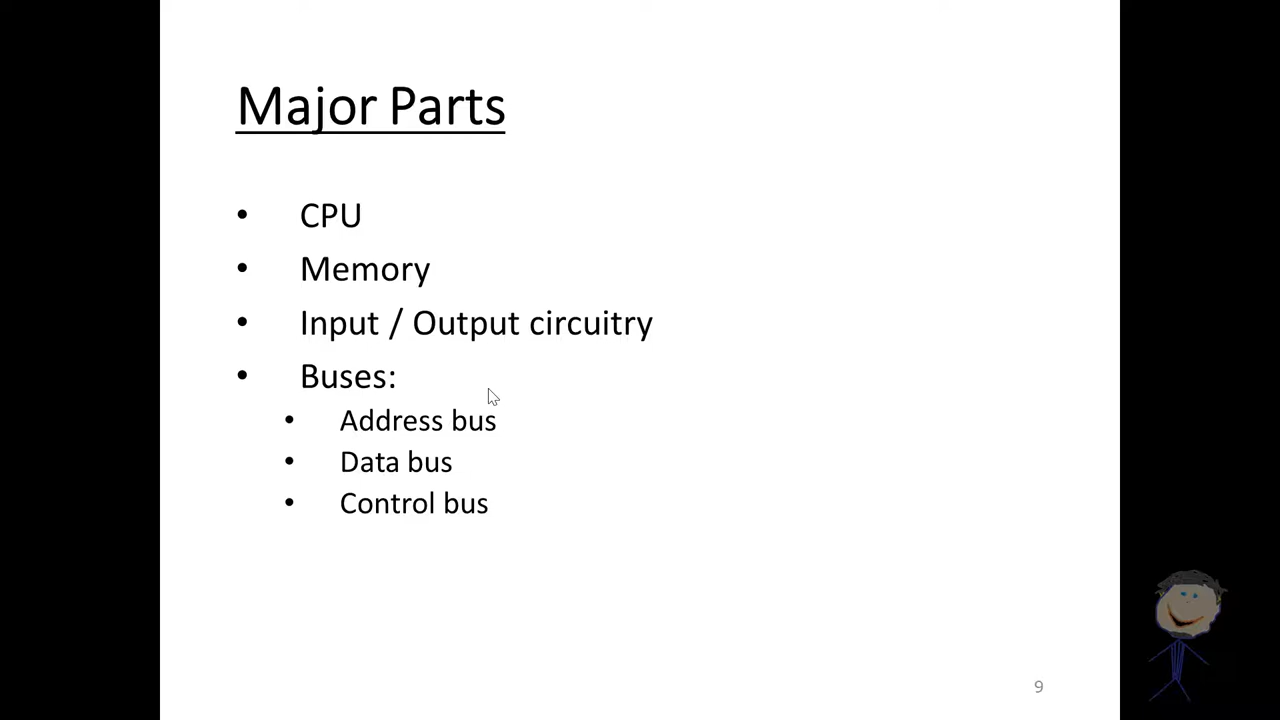 Major Parts
• CPU
• Memory
• Input / Output circuitry
• Buses:
• Address bus
• Data bus
• Control bus
9